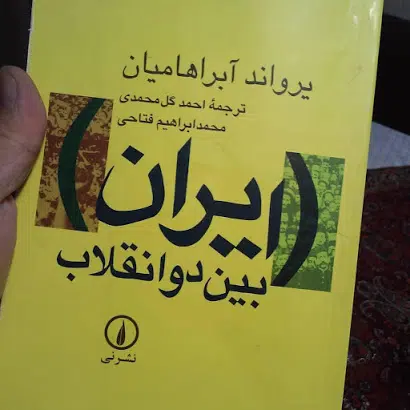 یرواند آبراهامیان
ترجمهٔ احمد گل محمدی
محمدابراهیم فتاحی
(ایران)
بین دو انقلاب
نشرنی